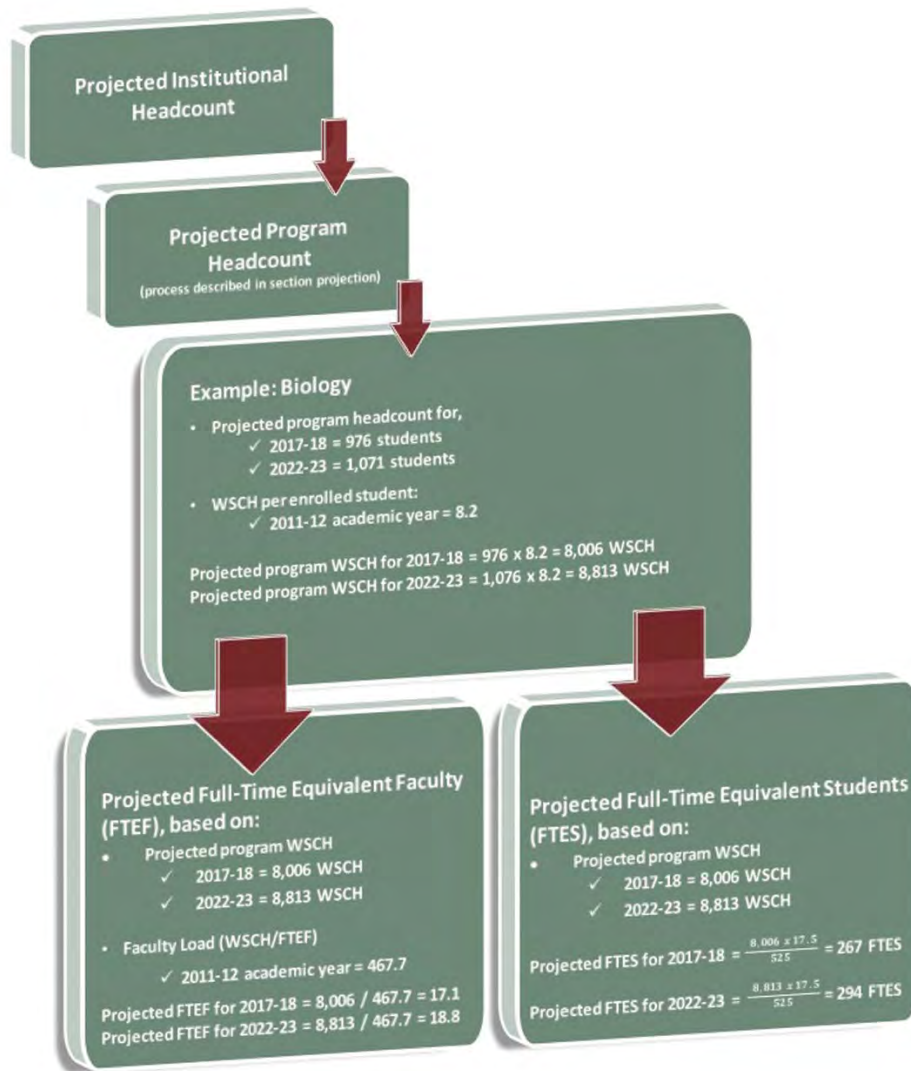 Projected Institutional
Headcount
Projected Program
Headcount
(process described in section projection)
Example: Biology
• Projected program headcount for,
✓ 2017-18 = 976 students
✓ 2022-23 = 1,071 students
• WSCH per enrolled student:
✓ 2011-12 academic year = 8.2
Projected program WSCH for 2017-18 = 976 x 8.2 = 8,006 WSCH
Projected program WSCH for 2022-23 = 1,076 x 8.2 = 8,813 WSCH
Projected Full-Time Equivalent Faculty
(FTEF), based on:
• Projected program WSCH
✓ 2017-18 = 8,006 WSCH
✓ 2022-23 = 8,813 WSCH
• Faculty Load (WSCH/FTEF)
✓ 2011-12 academic year = 467.7
Projected FTEF for 2017-18 = 8,006 / 467.7 = 17.1
Projected FTEF for 2022-23 = 8,813 / 467.7 = 18.8
Projected Full-Time Equivalent Students
(FTES), based on:
• Projected program WSCH
✓ 2017-18 = 8,006 WSCH
✓ 2022-23 = 8,813 WSCH
Projected FTES for 2017-18 = 8,006 x 17.5 / 525 = 267 FTES
Projected FTES for 2022-23 = 8,813 x 17.5 / 525 = 294 FTES